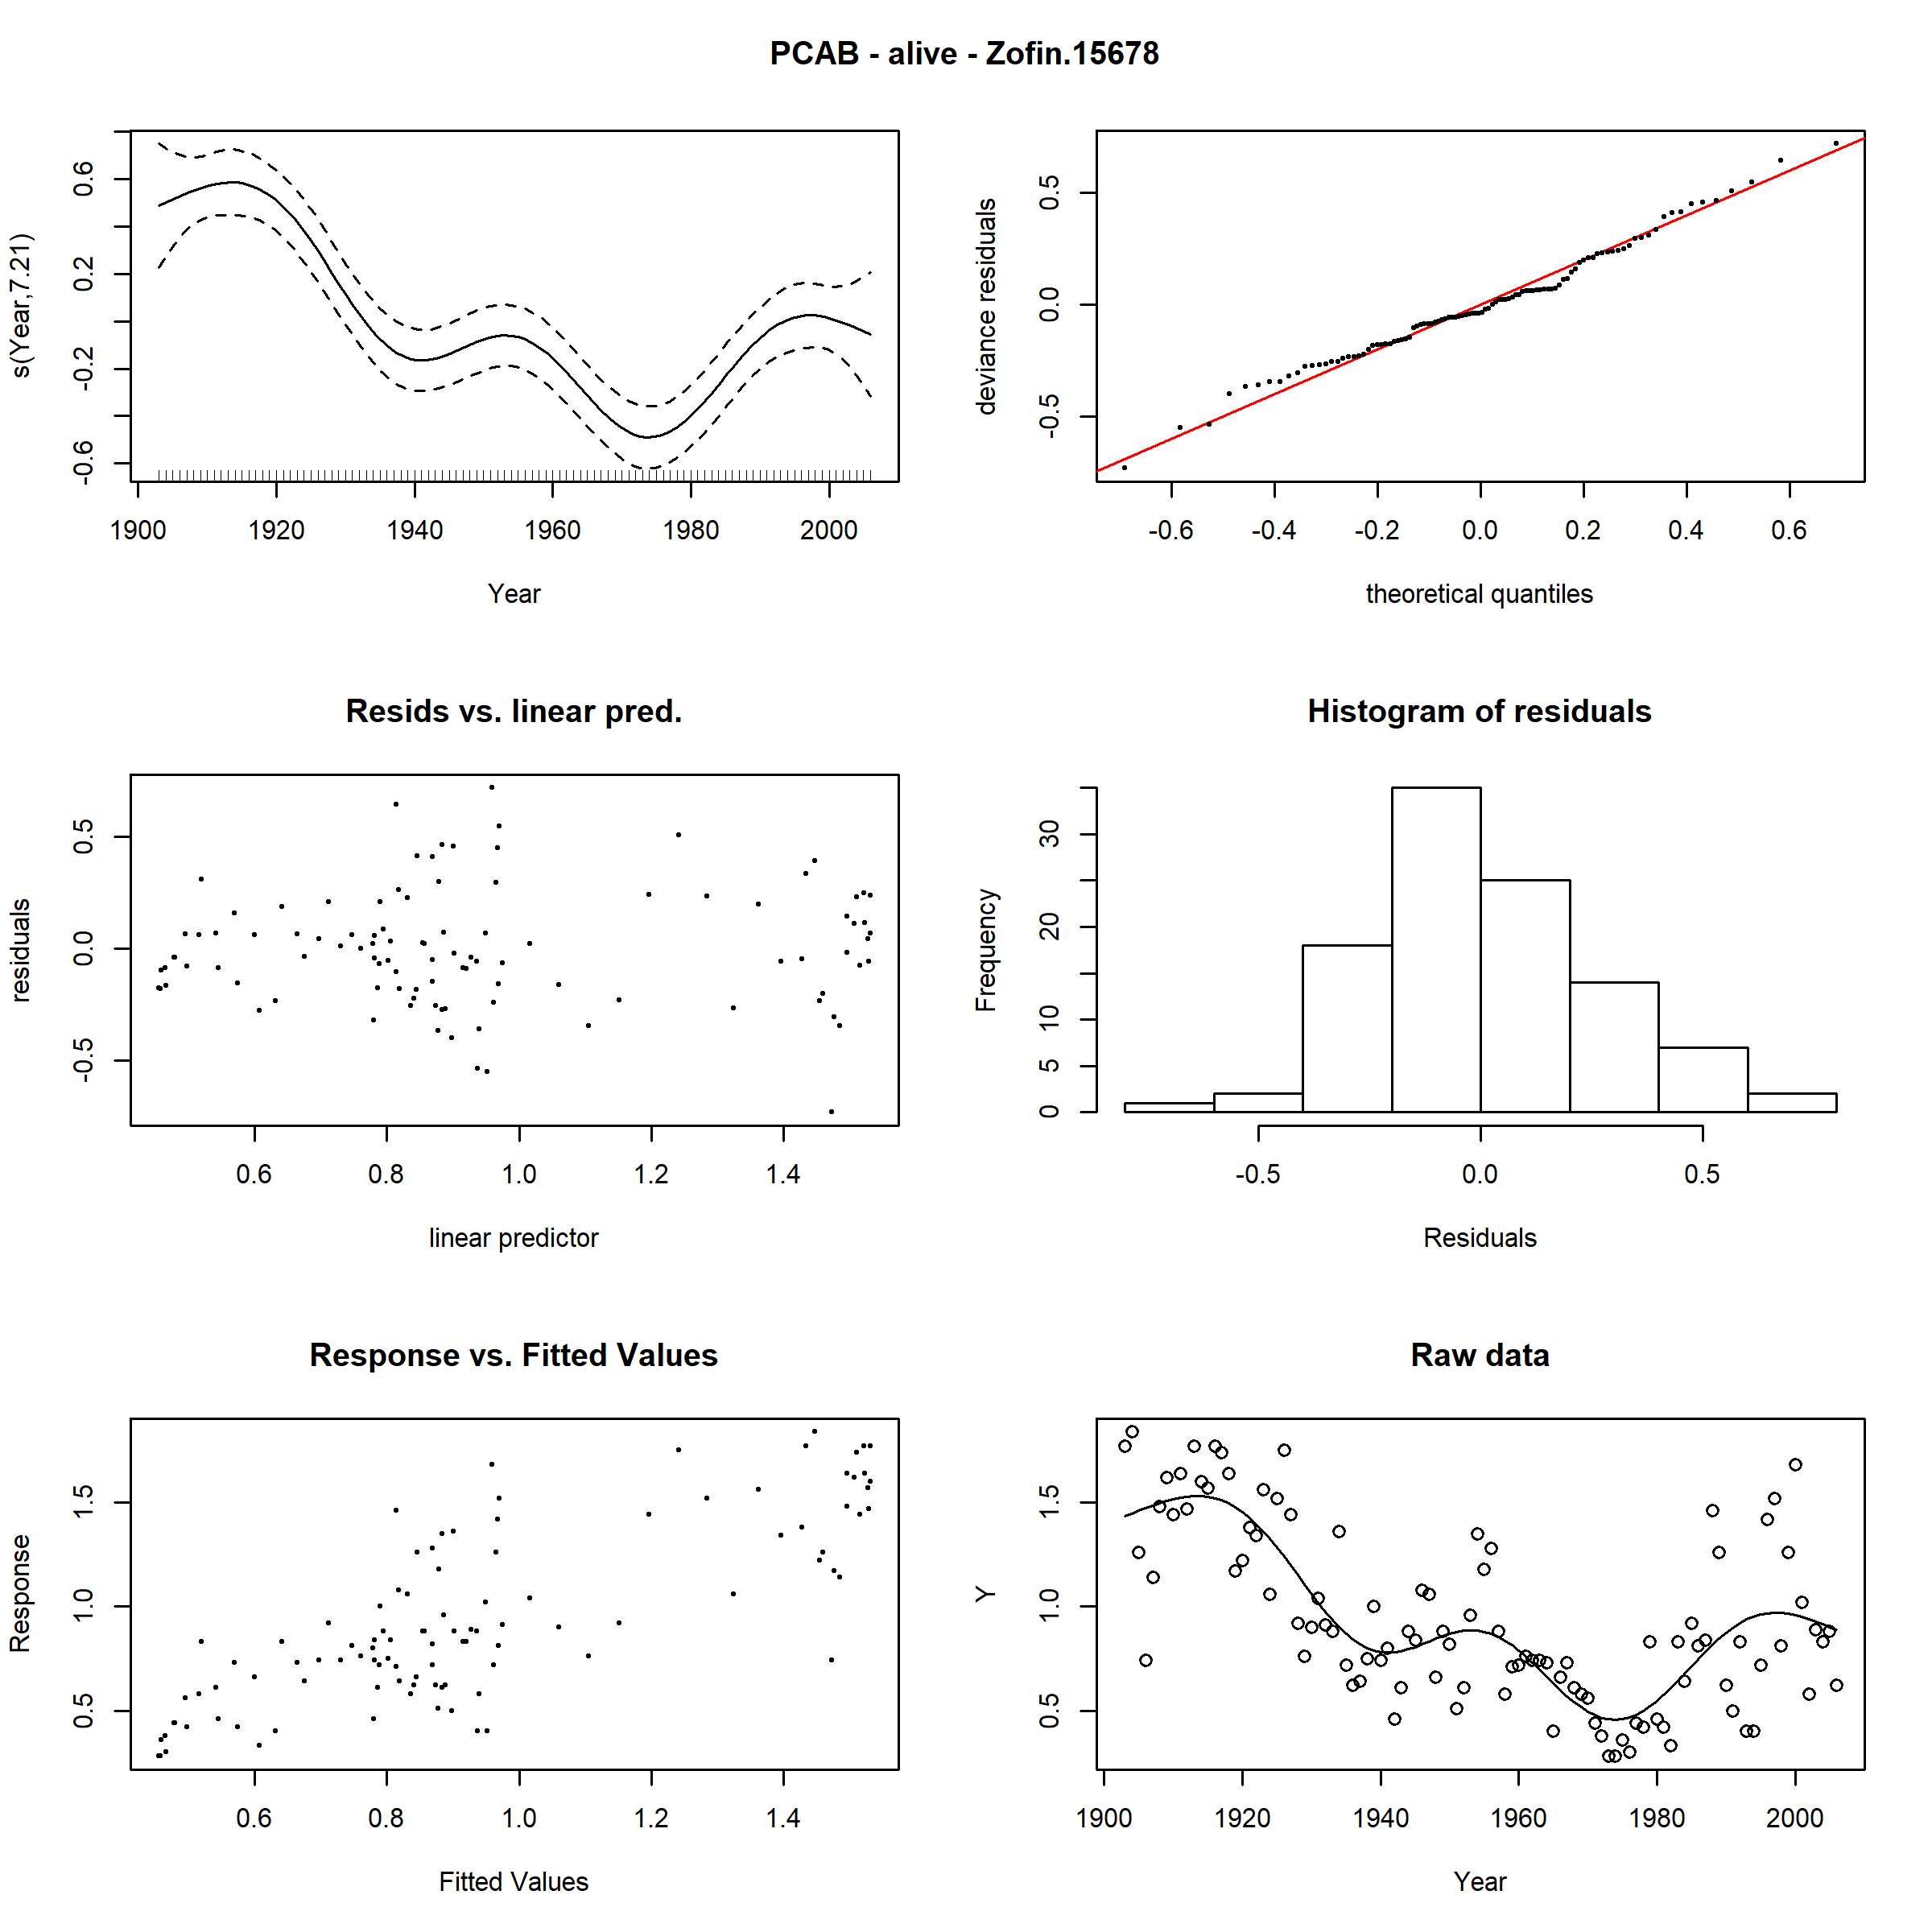 PCAB - alive - Zofin.15678
s(Year,7.21)
-0.6 -0.2 0.2 0.6
1900 1920 1940 1960 1980 2000
Year
deviance residuals
-0.5 0.0 0.5
-0.6 -0.4 -0.2 0.0 0.2 0.4 0.6
theoretical quantiles
Resids vs. linear pred.
residuals
-0.5 0.0 0.5
0.6 0.8 1.0 1.2 1.4
linear predictor
Histogram of residuals
Frequency
0 5 10 20 30
-0.5 0.0 0.5
Residuals
Response vs. Fitted Values
Response
0.5 1.0 1.5
0.6 0.8 1.0 1.2 1.4
Fitted Values
Raw data
Y
0.5 1.0 1.5
1900 1920 1940 1960 1980 2000
Year